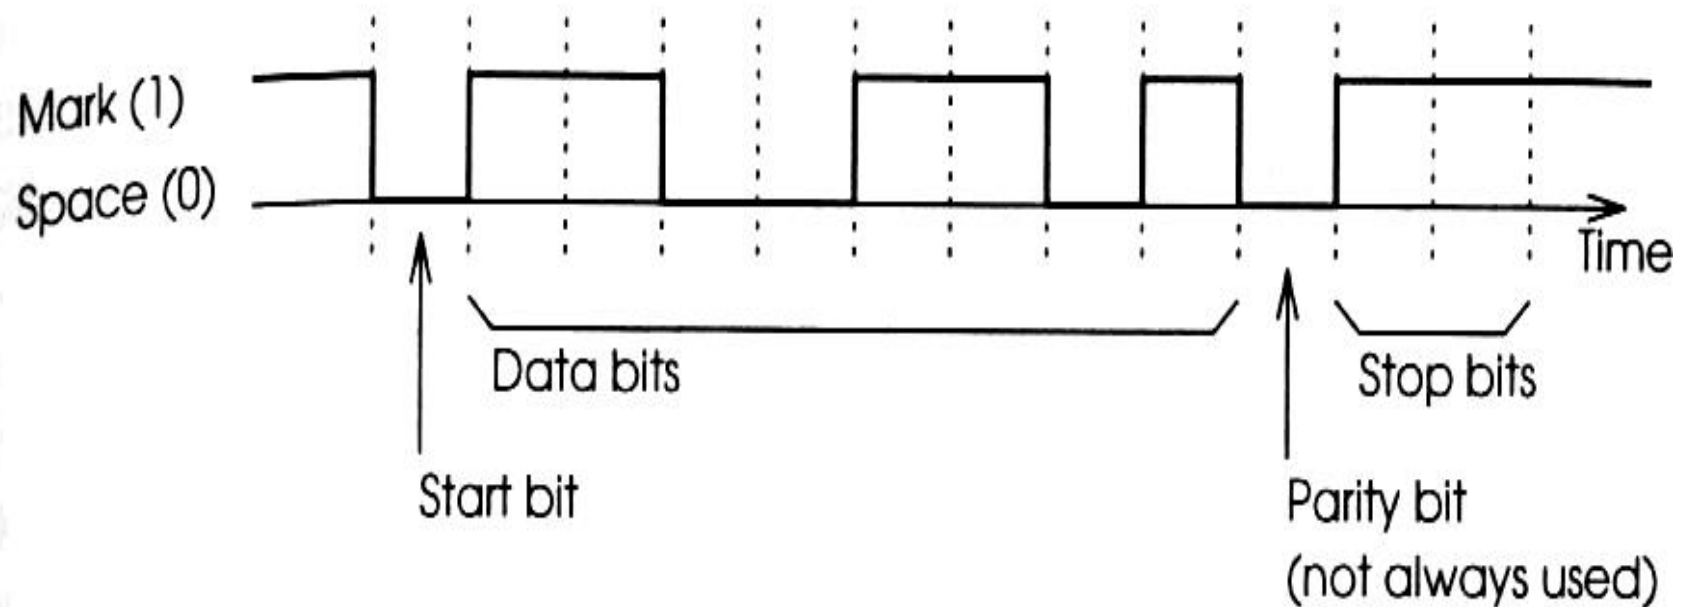 Mark (1)
Space (0)
Time
Data bits
Stop bits
Start bit
Parity bit
(not always used)